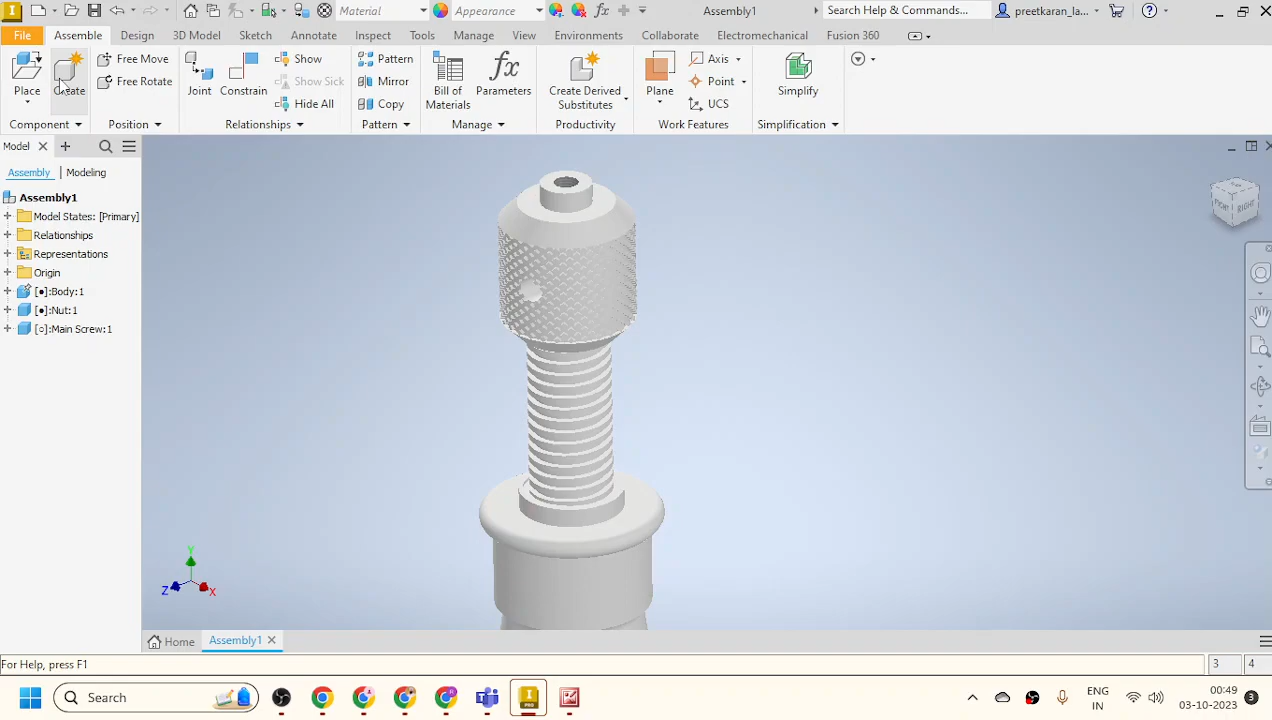 Material
Appearance
Assembly1
Search Help & Commands...
preetkaran_la...
File
Assemble
Design
3D Model
Sketch
Annotate
Inspect
Tools
Manage
View
Environments
Collaborate
Electromechanical
Fusion 360
Place
Create
Free Move
Free Rotate
Joint
Constrain
Show
Show Sick
Hide All
Pattern
Mirror
Copy
Bill of
Materials
Parameters
Create Derived
Substitutes
Plane
Axis
Point
UCS
Simplify
Component
Position
Relationships
Pattern
Manage
Productivity
Work Features
Simplification
Model
Assembly
Modeling
Assembly1
Model States: [Primary]
Relationships
Representations
Origin
[●]:Body:1
[●]:Nut:1
[○]:Main Screw:1
FRONT
RIGHT
Y
Z
X
Home
Assembly1
For Help, press F1
3
4
Search
PRO
ENG
IN
00:49
03-10-2023
3